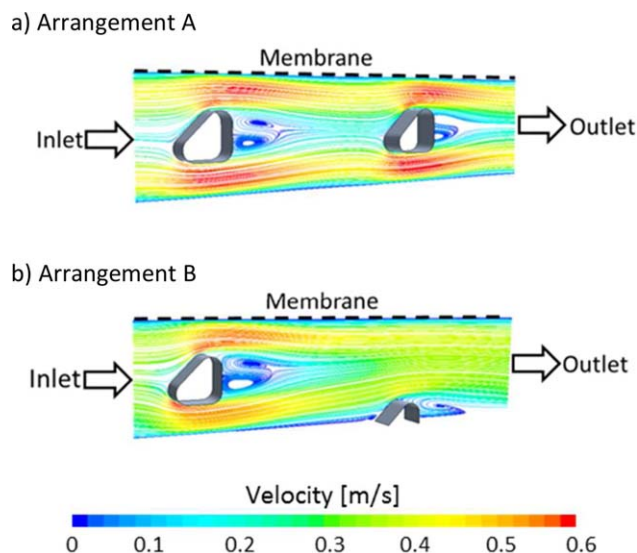 a) Arrangement A
Membrane
Inlet
Outlet
b) Arrangement B
Membrane
Inlet
Outlet
Velocity [m/s]
0 0.1 0.2 0.3 0.4 0.5 0.6